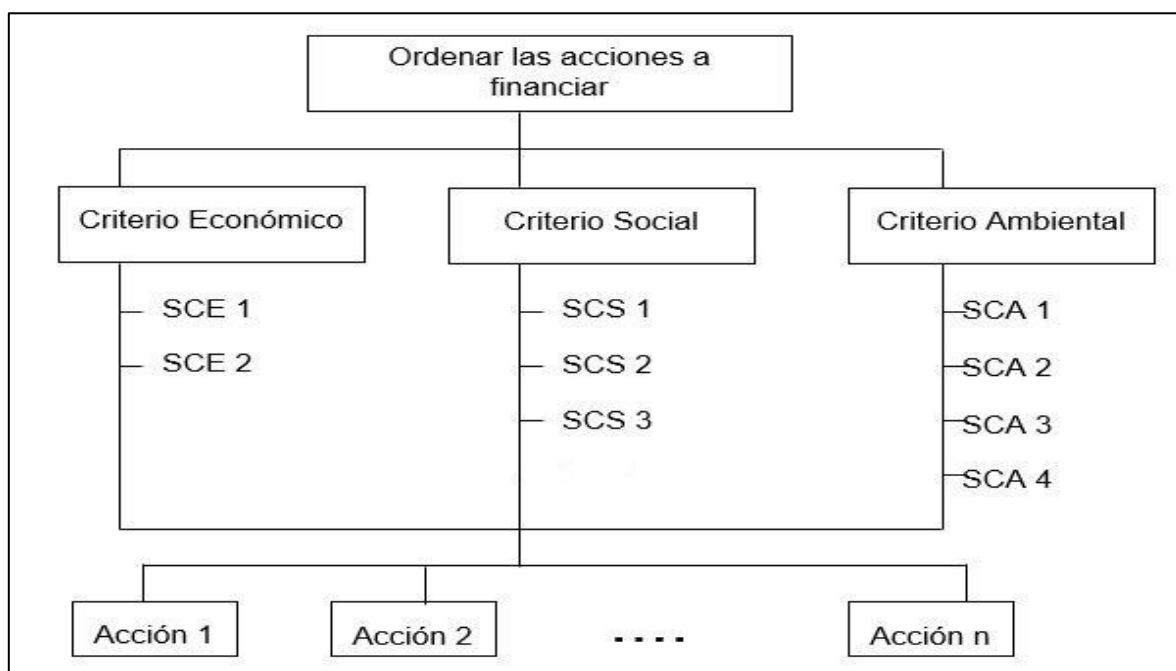 Ordenar las acciones a
financiar
Criterio Económico
Criterio Social
Criterio Ambiental
SCE 1
SCS 1
SCA 1
SCE 2
SCS 2
SCA 2
SCS 3
SCA 3
SCA 4
Acción 1
Acción 2
....
Acción n